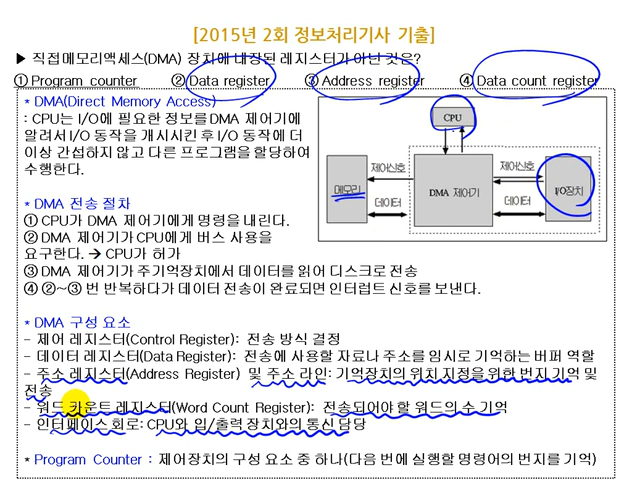 [2015년 2회 정보처리기사 기출]
▶ 직접메모리액세스(DMA) 장치에 내장된 레지스터가 아닌 것은?
① Program counter ② Data register ③ Address register ④ Data count register
* DMA(Direct Memory Access)
: CPU는 I/O에 필요한 정보를 DMA 제어기에
알려서 I/O 동작을 개시시킨 후 I/O 동작에 더
이상 간섭하지 않고 다른 프로그램을 할당하여
수행한다.
CPU
메모리
제어신호
데이터
DMA 제어기
제어신호
데이터
I/O장치
* DMA 전송 절차
① CPU가 DMA 제어기에게 명령을 내린다.
② DMA 제어기가 CPU에게 버스 사용을
요구한다. → CPU가 허가
③ DMA 제어기가 주기억장치에서 데이터를 읽어 디스크로 전송
④ ②~③ 번 반복하다가 데이터 전송이 완료되면 인터럽트 신호를 보낸다.
* DMA 구성 요소
- 제어 레지스터(Control Register): 전송 방식 결정
- 데이터 레지스터(Data Register): 전송에 사용할 자료나 주소를 임시로 기억하는 버퍼 역할
- 주소 레지스터(Address Register) 및 주소 라인: 기억장치의 위치 지정을 위한 번지 기억 및
전송
- 워드 카운트 레지스터(Word Count Register): 전송되어야 할 워드의 수 기억
- 인터페이스 회로: CPU와 입/출력 장치와의 통신 담당
* Program Counter : 제어장치의 구성 요소 중 하나(다음 번에 실행할 명령어의 번지를 기억)